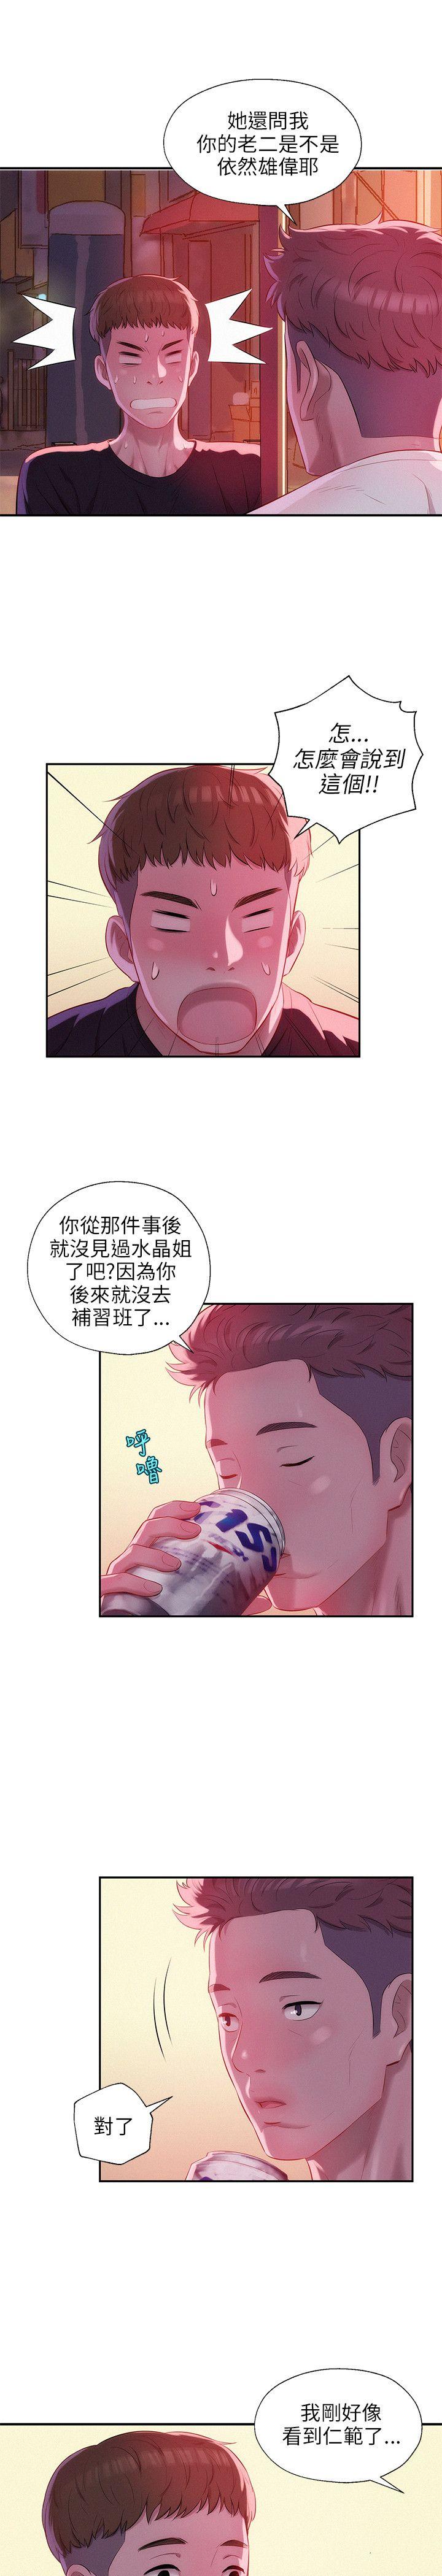 她還問我
你的老二是不是
依然雄偉耶
怎...
怎麼會說到
這個!!
你從那件事後
就沒見過水晶姐
了吧?因為你
後來就沒去
補習班了...
呼
嚕
對了
我剛好像
看到仁範了...